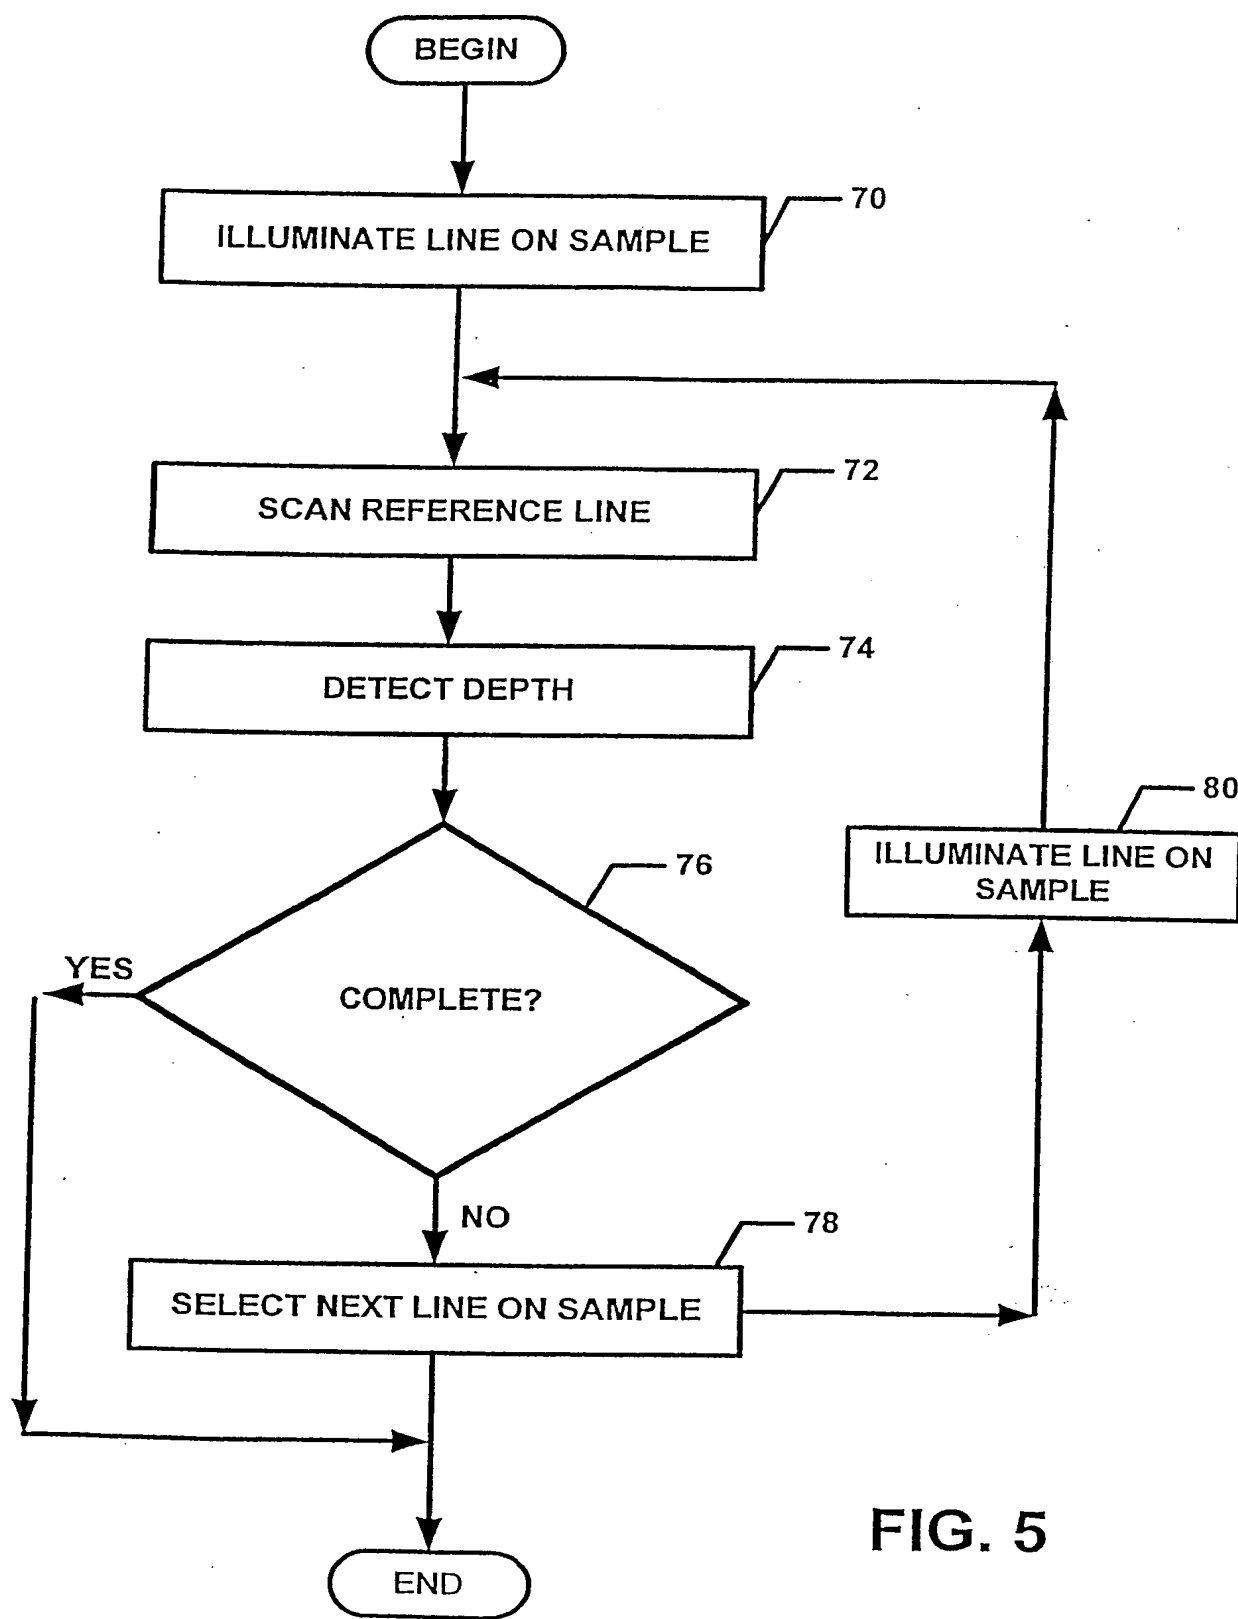 BEGIN
70
ILLUMINATE LINE ON SAMPLE
72
SCAN REFERENCE LINE
74
DETECT DEPTH
80
ILLUMINATE LINE ON
SAMPLE
76
YES
COMPLETE?
NO
78
SELECT NEXT LINE ON SAMPLE
FIG. 5
END